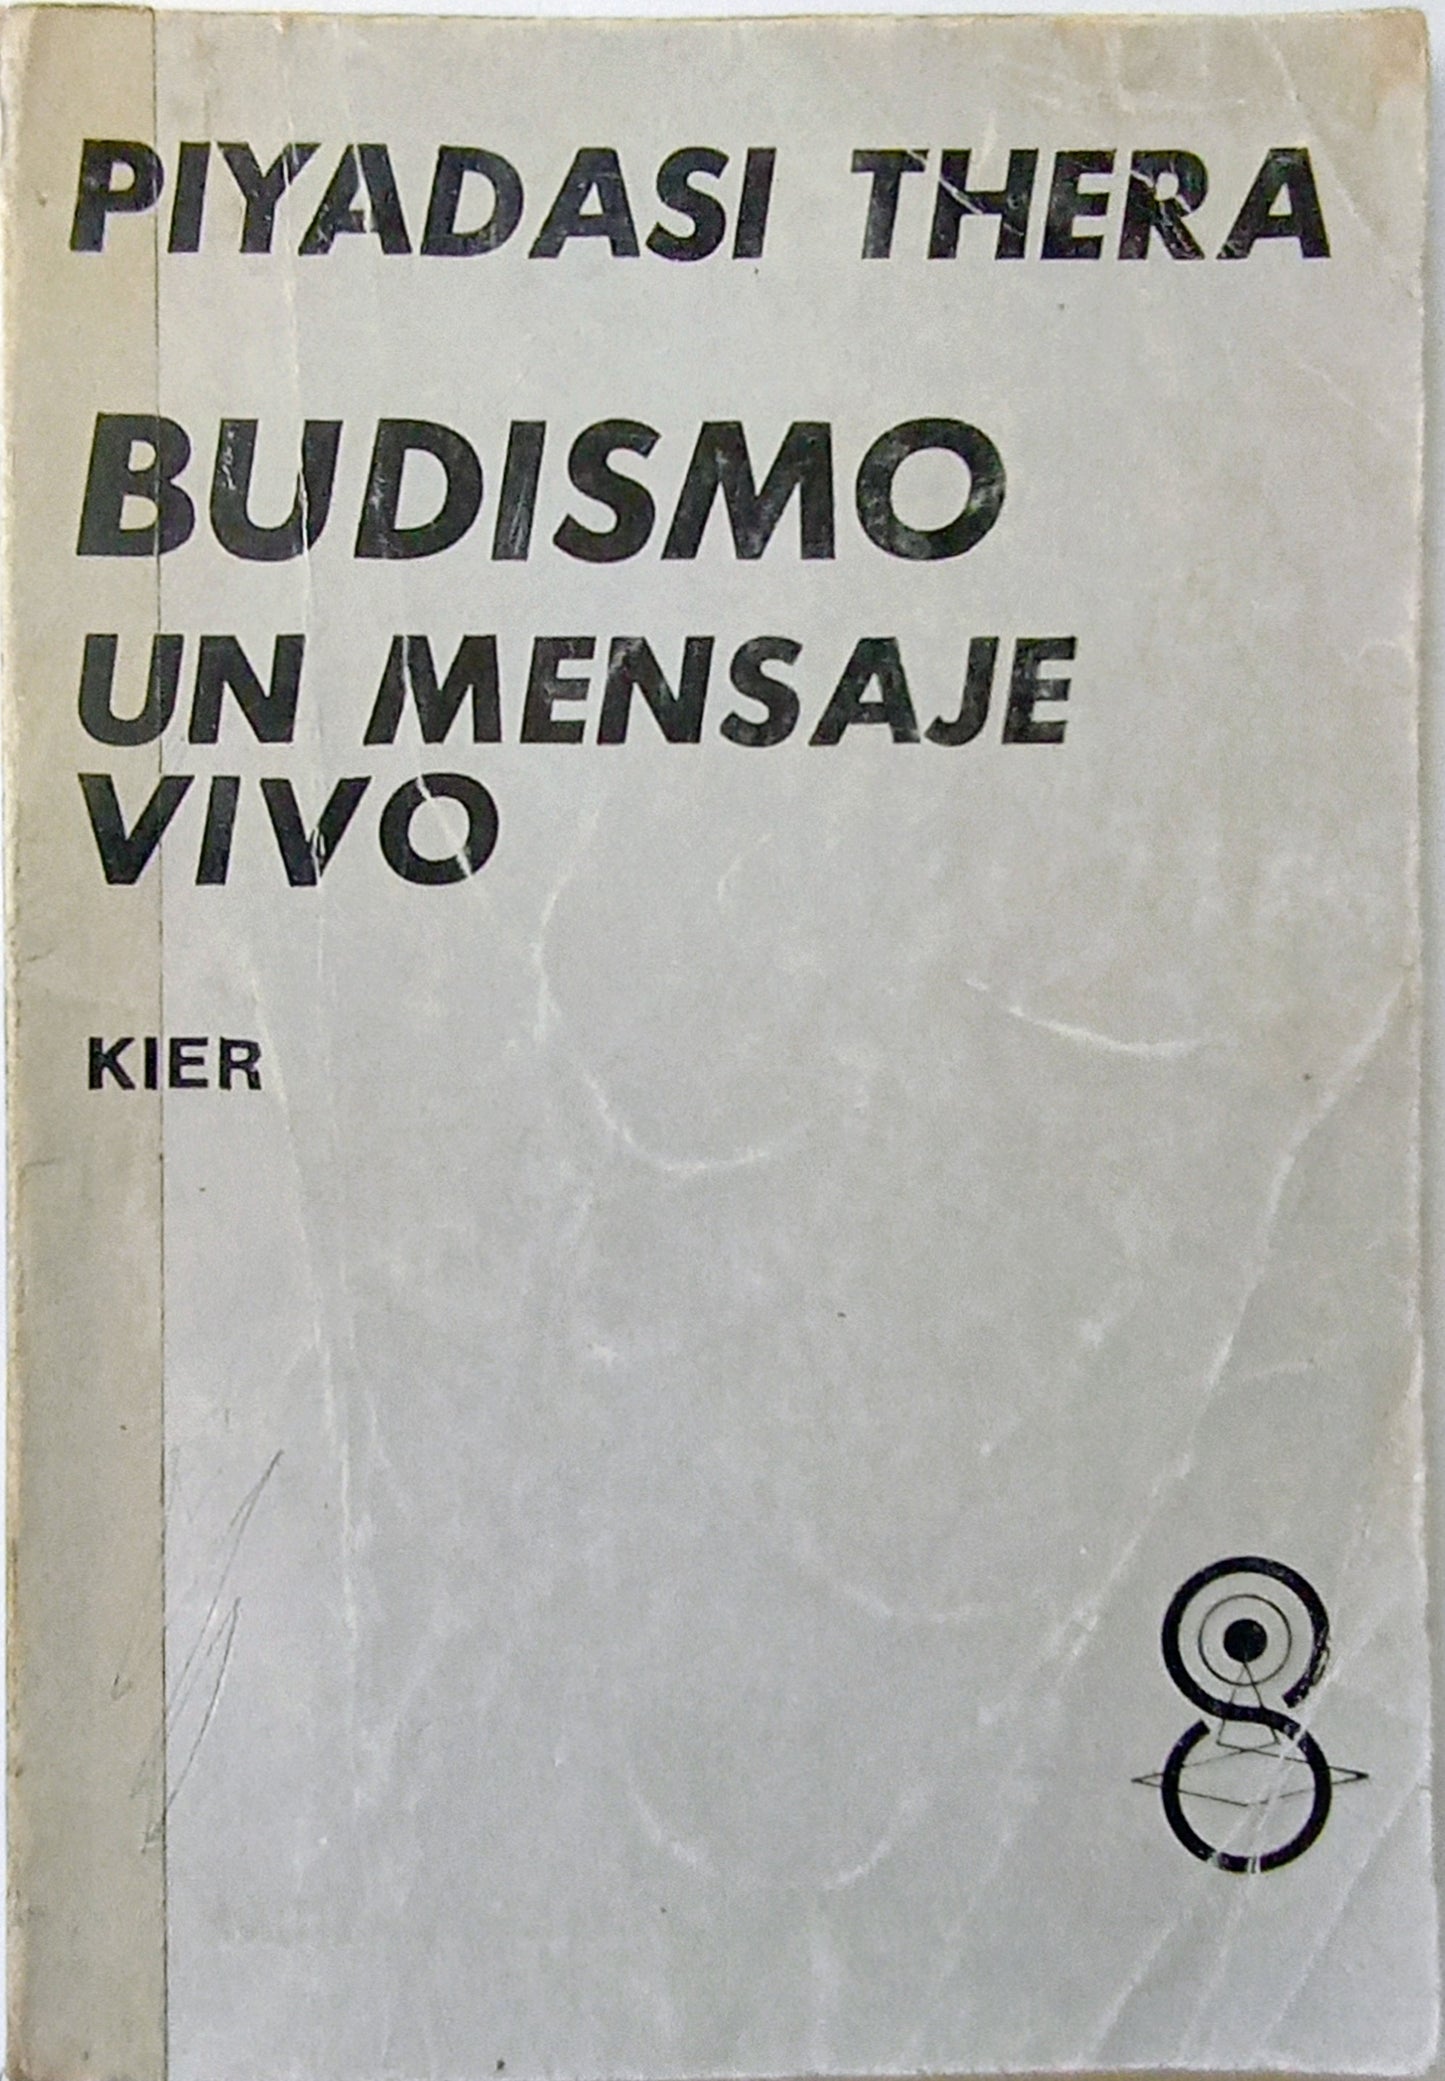 PIYADASI THERA
BUDISMO
UN MENSAJE
VIVO
KIER